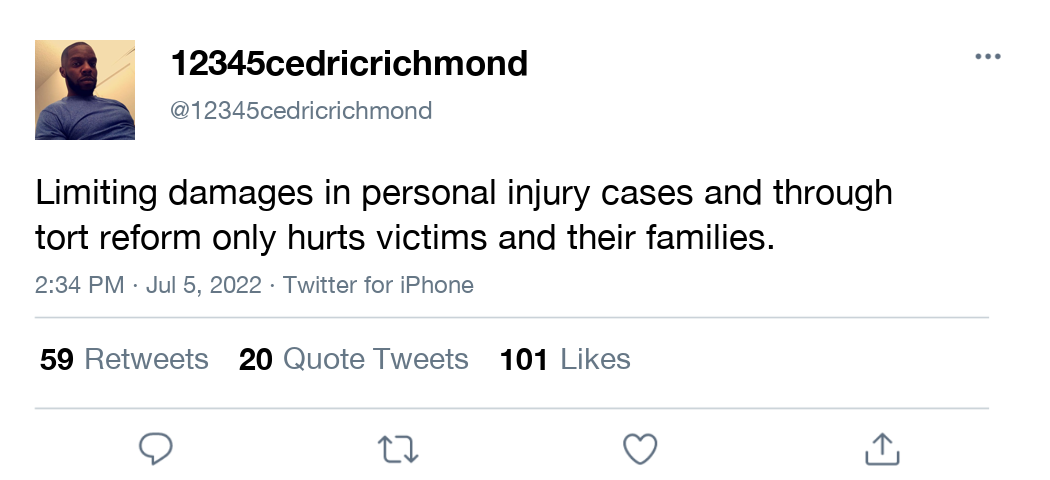 12345cedricrichmond
@12345cedricrichmond
Limiting damages in personal injury cases and through
tort reform only hurts victims and their families.
2:34 PM · Jul 5, 2022 · Twitter for iPhone
59 Retweets 20 Quote Tweets 101 Likes